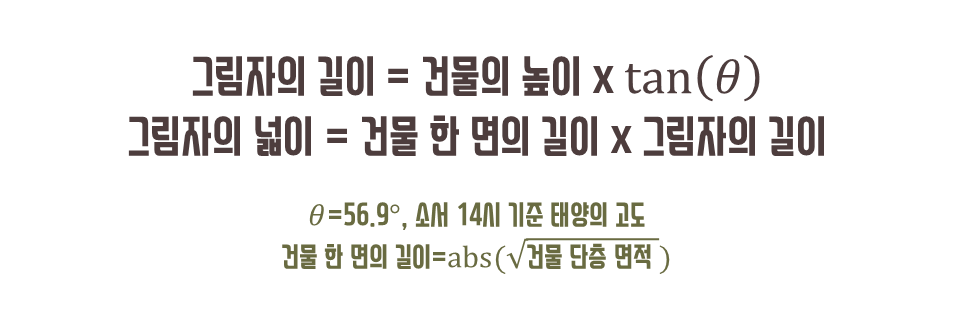 그림자의 길이 = 건물의 높이 x tan(θ)
그림자의 넓이 = 건물 한 면의 길이 x 그림자의 길이
θ=56.9°, 소서 14시 기준 태양의 고도
건물 한 면의 길이=abs(√건물 단층 면적)